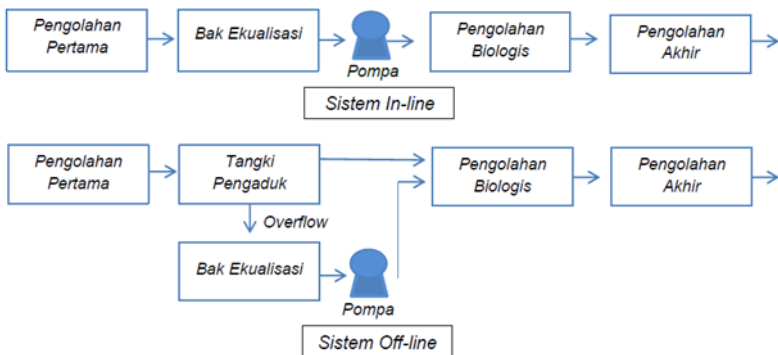 Pengolahan
Pertama
Bak Ekualisasi
Pompa
Pengolahan
Biologis
Pengolahan
Akhir
Sistem In-line
Pengolahan
Pertama
Tangki
Pengaduk
Pengolahan
Biologis
Pengolahan
Akhir
Overflow
Bak Ekualisasi
Pompa
Sistem Off-line